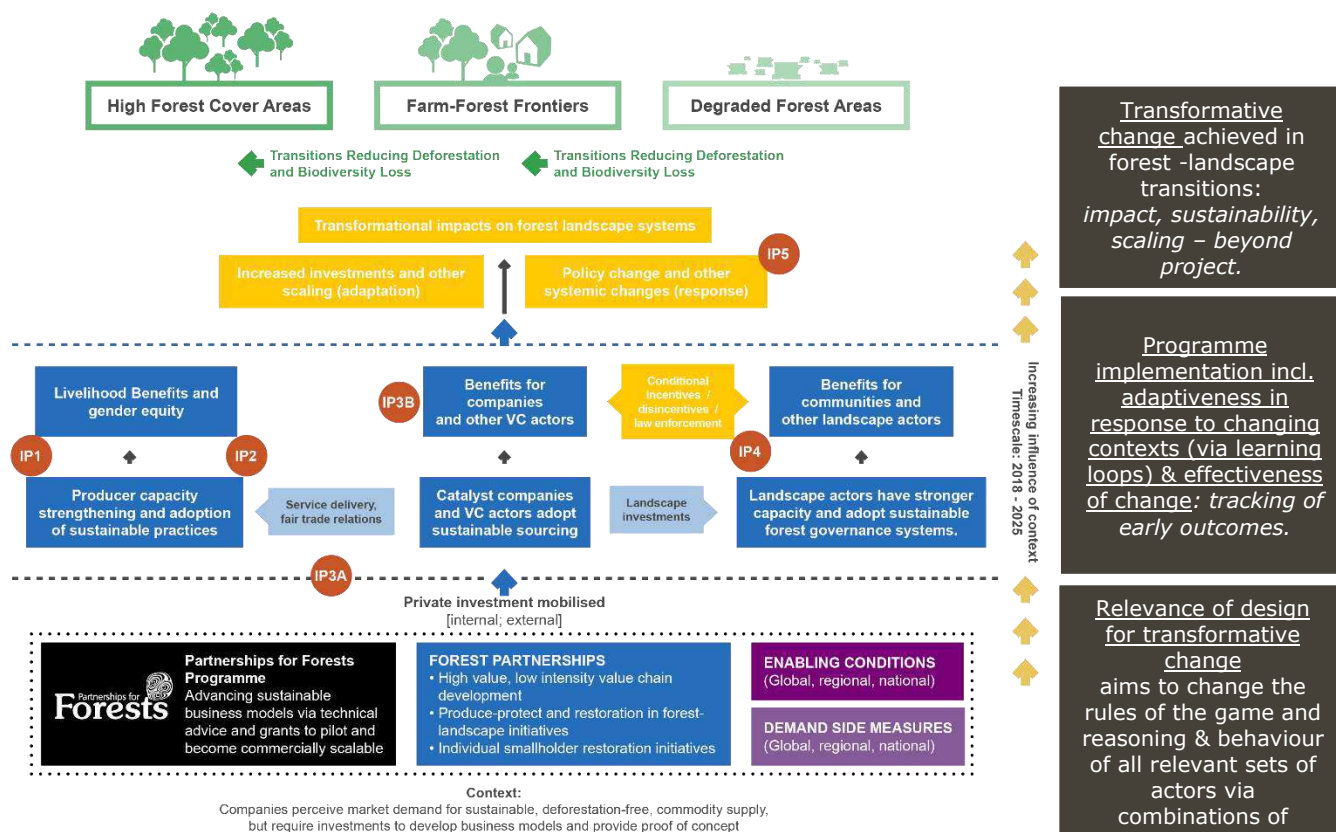 High Forest Cover Areas
Farm-Forest Frontiers
Degraded Forest Areas
Transitions Reducing Deforestation
and Biodiversity Loss
Transitions Reducing Deforestation
and Biodiversity Loss
Transformational impacts on forest landscape systems
Increased investments and other
scaling (adaptation)
Policy change and other
systemic changes (response)
IP5
Livelihood Benefits and
gender equity
IP3B
Benefits for
companies
and other VC actors
Conditional
incentives /
disincentives /
law enforcement
Benefits for
communities and
other landscape actors
IP1
IP2
IP4
Producer capacity
strengthening and adoption
of sustainable practices
Service delivery,
fair trade relations
Catalyst companies
and VC actors adopt
sustainable sourcing
Landscape
investments
Landscape actors have stronger
capacity and adopt sustainable
forest governance systems.
IP3A
Private investment mobilised
[internal; external]
Partnerships for
Forests
Partnerships for Forests
Programme
Advancing sustainable
business models via technical
advice and grants to pilot and
become commercially scalable
FOREST PARTNERSHIPS
• High value, low intensity value chain
development
• Produce-protect and restoration in forest-
landscape initiatives
• Individual smallholder restoration initiatives
ENABLING CONDITIONS
(Global, regional, national)
DEMAND SIDE MEASURES
(Global, regional, national)
Context:
Companies perceive market demand for sustainable, deforestation-free, commodity supply,
but require investments to develop business models and provide proof of concept
Increasing influence of context
Timescale: 2018 - 2025
Transformative
change achieved in
forest -landscape
transitions:
impact, sustainability,
scaling – beyond
project.
Programme
implementation incl.
adaptiveness in
response to changing
contexts (via learning
loops) & effectiveness
of change: tracking of
early outcomes.
Relevance of design
for transformative
change
aims to change the
rules of the game and
reasoning & behaviour
of all relevant sets of
actors via
combinations of